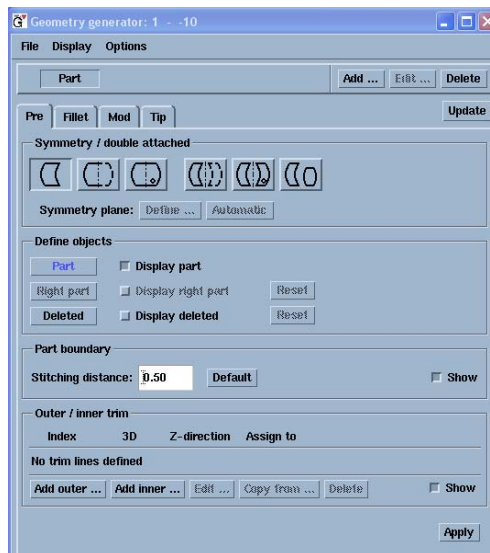 Geometry generator: 1 - -10
File Display Options
Part Add ... Edit ... Delete
Pre Fillet Mod Tip Update
Symmetry / double attached
Symmetry plane: Define ... Automatic
Define objects
Part Display part
Right part Display right part Reset
Deleted Display deleted Reset
Part boundary
Stitching distance: 0.50 Default Show
Outer / inner trim
Index 3D Z-direction Assign to
No trim lines defined
Add outer ... Add inner ... Edit ... Copy from ... Delete Show
Apply